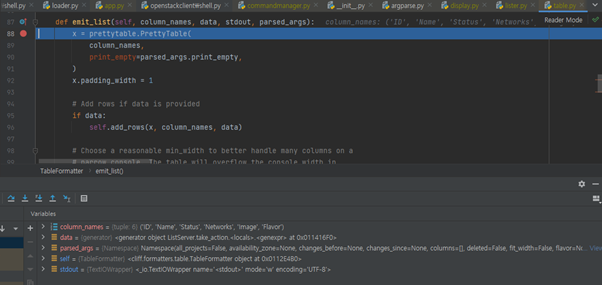 rshell.py loader.py app.py openstackclient#shell.py commandmanager.py __init__.py argparse.py display.py lister.py table.py
87 def emit_list(self, column_names, data, stdout, parsed_args): column_names: ('ID', 'Name', 'Status', 'Networks' Reader Mode
88 x = prettytable.PrettyTable(
89 column_names,
90 print_empty=parsed_args.print_empty,
91 )
92 x.padding_width = 1
93
94 # Add rows if data is provided
95 if data:
96 self.add_rows(x, column_names, data)
97
98 # Choose a reasonable min_width to better handle many columns on a
99 # narrow console. The table will overflow the console width in
TableFormatter › emit_list()
Variables
column_names = {tuple: 6} ('ID', 'Name', 'Status', 'Networks', 'Image', 'Flavor')
data = {generator} <generator object ListServer.take_action.<locals>.<genexpr> at 0x011416F0>
parsed_args = {Namespace} Namespace(all_projects=False, availability_zone=None, changes_before=None, changes_since=None, columns=[], deleted=False, fit_width=False, flavor=N... View
self = {TableFormatter} <cliff.formatters.table.TableFormatter object at 0x011254B0>
stdout = {TextIOWrapper} <_io.TextIOWrapper name='<stdout>' mode='w' encoding='UTF-8'>